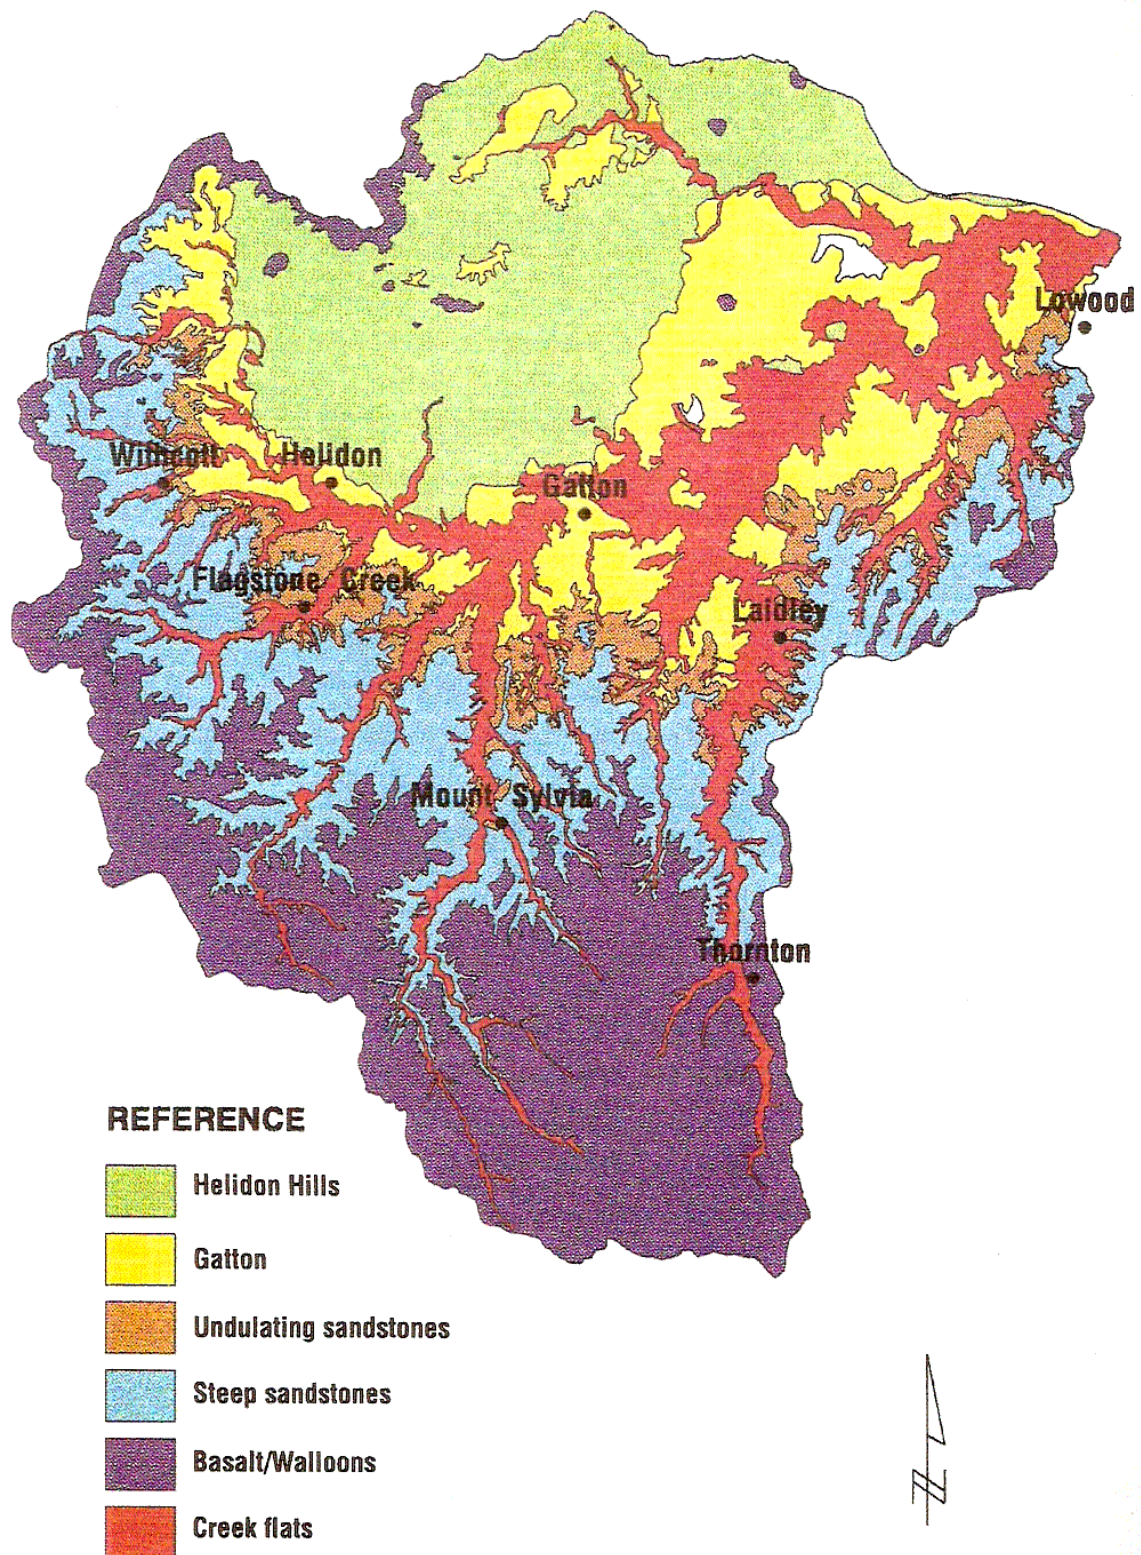 Lowood
Withcott
Helidon
Gatton
Flagstone Creek
Laidley
Mount Sylvia
Thornton
REFERENCE
Helidon Hills
Gatton
Undulating sandstones
Steep sandstones
Basalt/Walloons
Creek flats